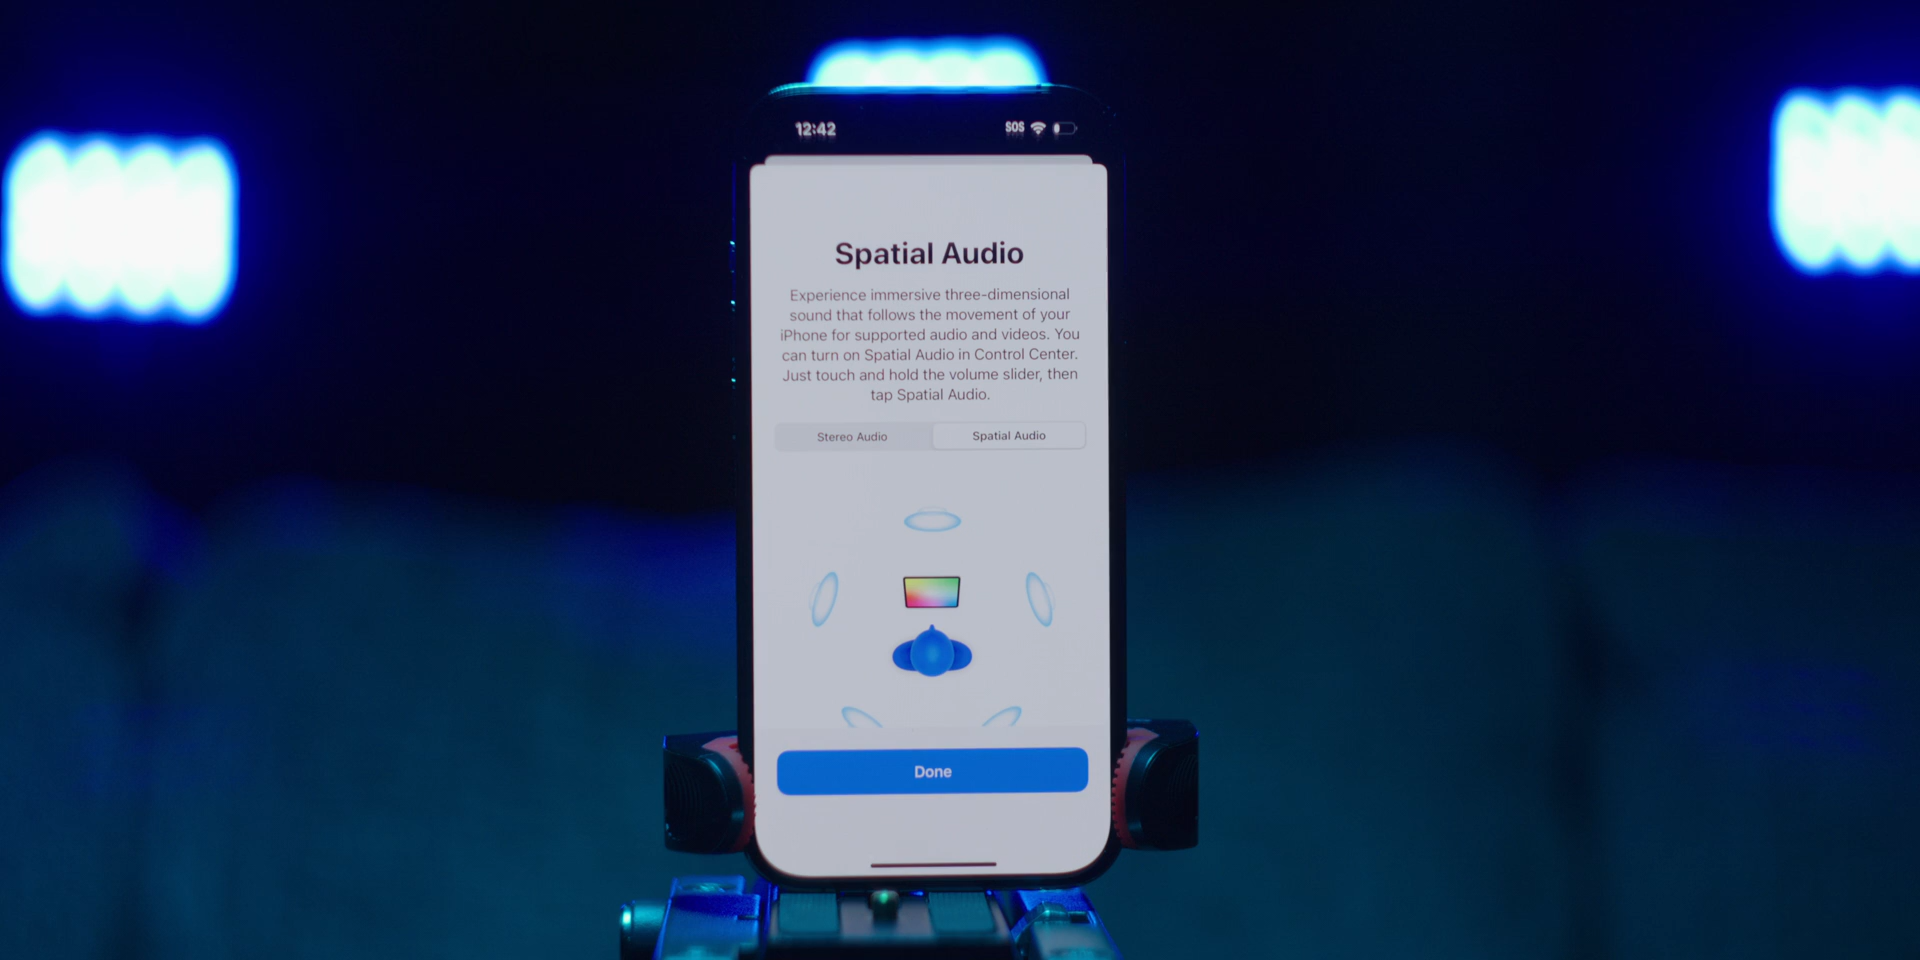 12:42
SOS
Spatial Audio
Experience immersive three-dimensional
sound that follows the movement of your
iPhone for supported audio and videos. You
can turn on Spatial Audio in Control Center.
Just touch and hold the volume slider, then
tap Spatial Audio.
Stereo Audio
Spatial Audio
Done